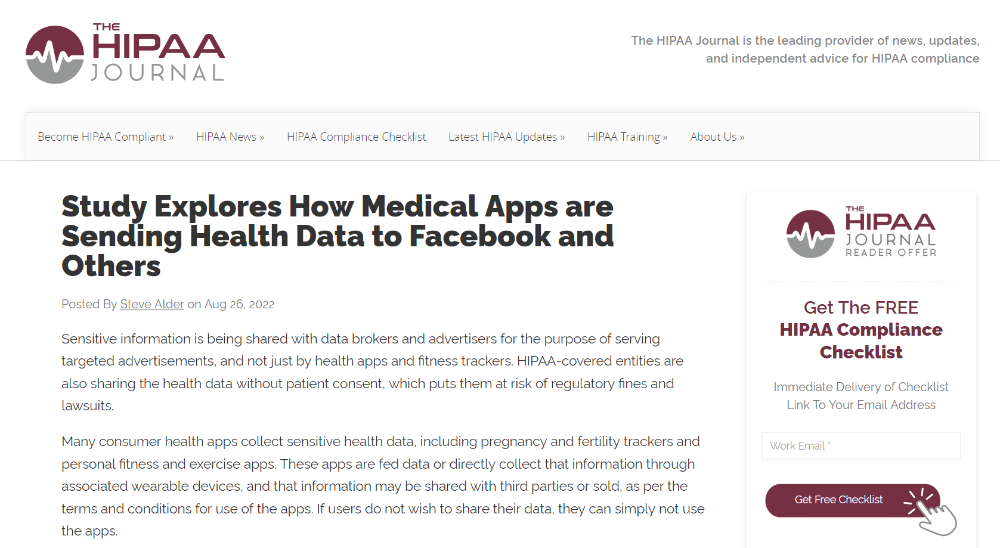 THE
HIPAA
JOURNAL
The HIPAA Journal is the leading provider of news, updates,
and independent advice for HIPAA compliance
Become HIPAA Compliant » HIPAA News » HIPAA Compliance Checklist Latest HIPAA Updates » HIPAA Training » About Us »
Study Explores How Medical Apps are
Sending Health Data to Facebook and
Others
Posted By Steve Alder on Aug 26, 2022
Sensitive information is being shared with data brokers and advertisers for the purpose of serving
targeted advertisements, and not just by health apps and fitness trackers. HIPAA-covered entities are
also sharing the health data without patient consent, which puts them at risk of regulatory fines and
lawsuits.
Many consumer health apps collect sensitive health data, including pregnancy and fertility trackers and
personal fitness and exercise apps. These apps are fed data or directly collect that information through
associated wearable devices, and that information may be shared with third parties or sold, as per the
terms and conditions for use of the apps. If users do not wish to share their data, they can simply not use
the apps.
THE
HIPAA
JOURNAL
READER OFFER
Get The FREE
HIPAA Compliance
Checklist
Immediate Delivery of Checklist
Link To Your Email Address
Work Email *
Get Free Checklist